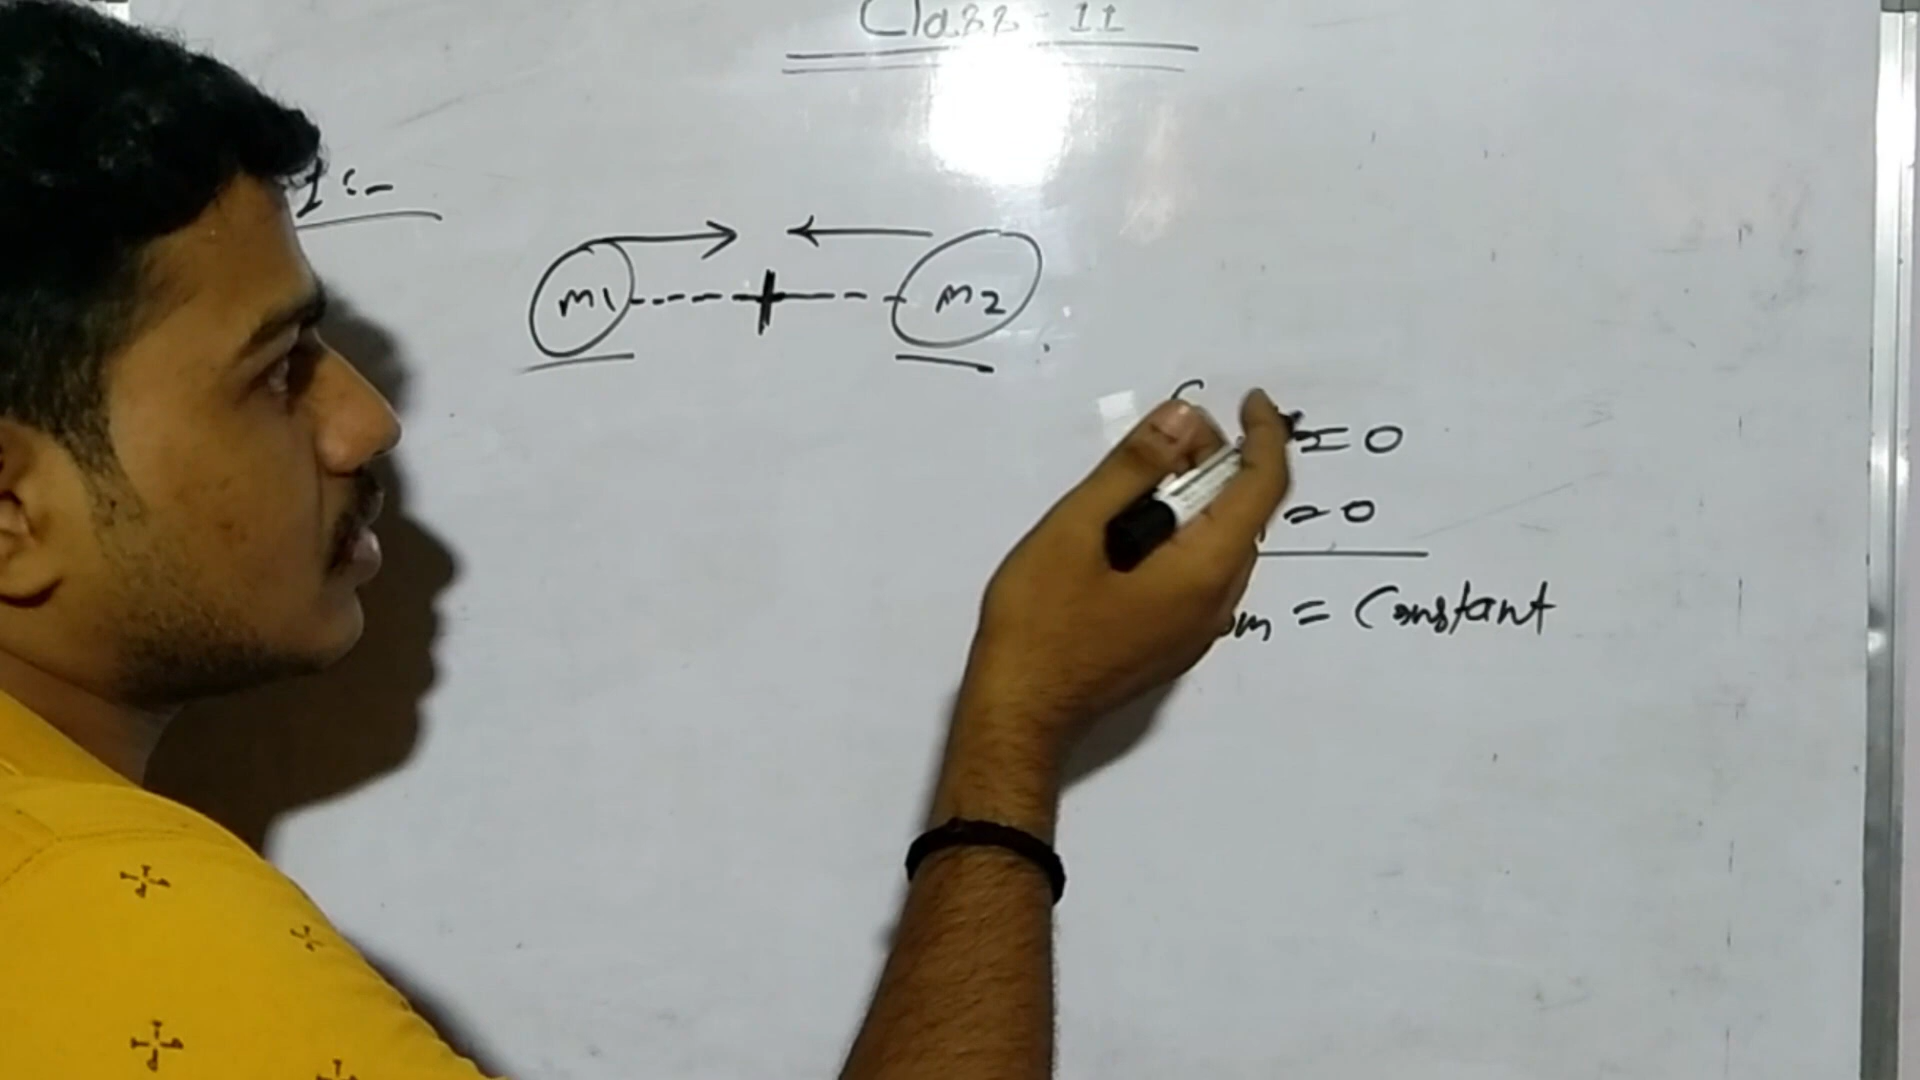 Class-11
1:-
m1 m2
=0
=0
= Constant